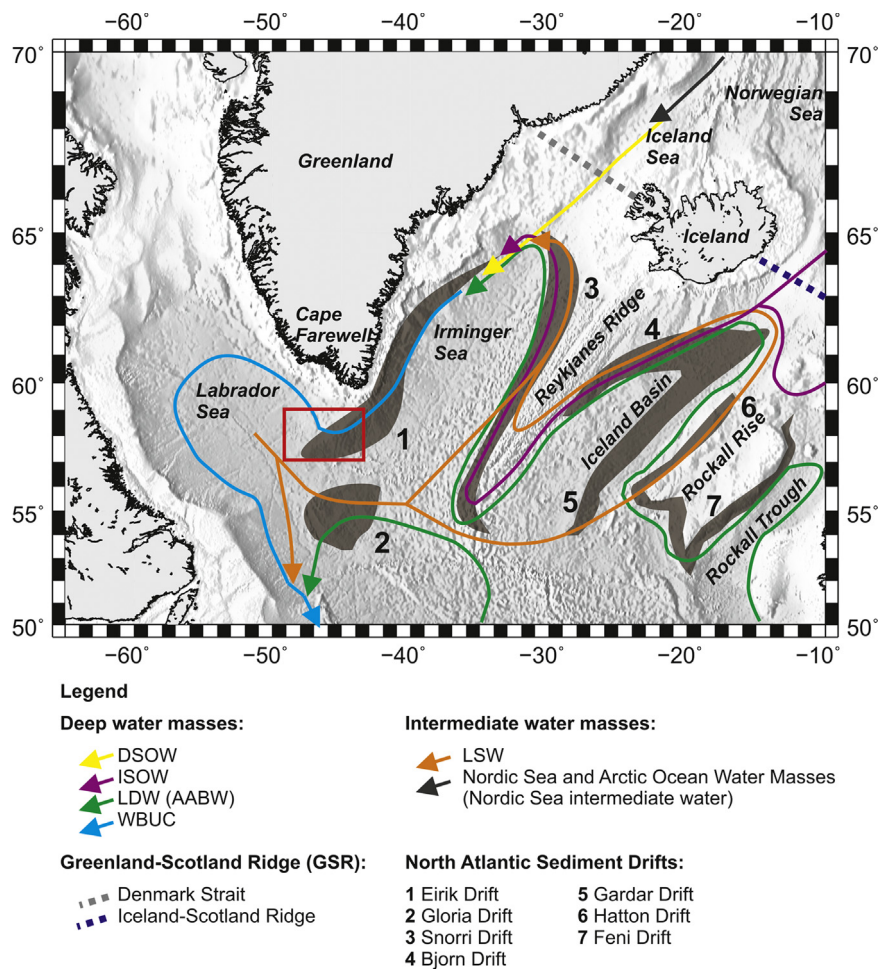 −60° −50° −40° −30° −20° −10°
70° 70°
Norwegian
Sea
Iceland
Sea
Greenland
65° Iceland 65°
3
Cape
Farewell
Irminger
Sea
Reykjanes Ridge
4
60° 60°
Labrador
Sea
Iceland Basin
6
1
Rockall Rise
5
7
55° 55°
2
Rockall Trough
50° 50°
−60° −50° −40° −30° −20° −10°
Legend
Deep water masses:
DSOW
ISOW
LDW (AABW)
WBUC
Intermediate water masses:
LSW
Nordic Sea and Arctic Ocean Water Masses
(Nordic Sea intermediate water)
Greenland-Scotland Ridge (GSR):
Denmark Strait
Iceland-Scotland Ridge
North Atlantic Sediment Drifts:
1 Eirik Drift
2 Gloria Drift
3 Snorri Drift
4 Bjorn Drift
5 Gardar Drift
6 Hatton Drift
7 Feni Drift